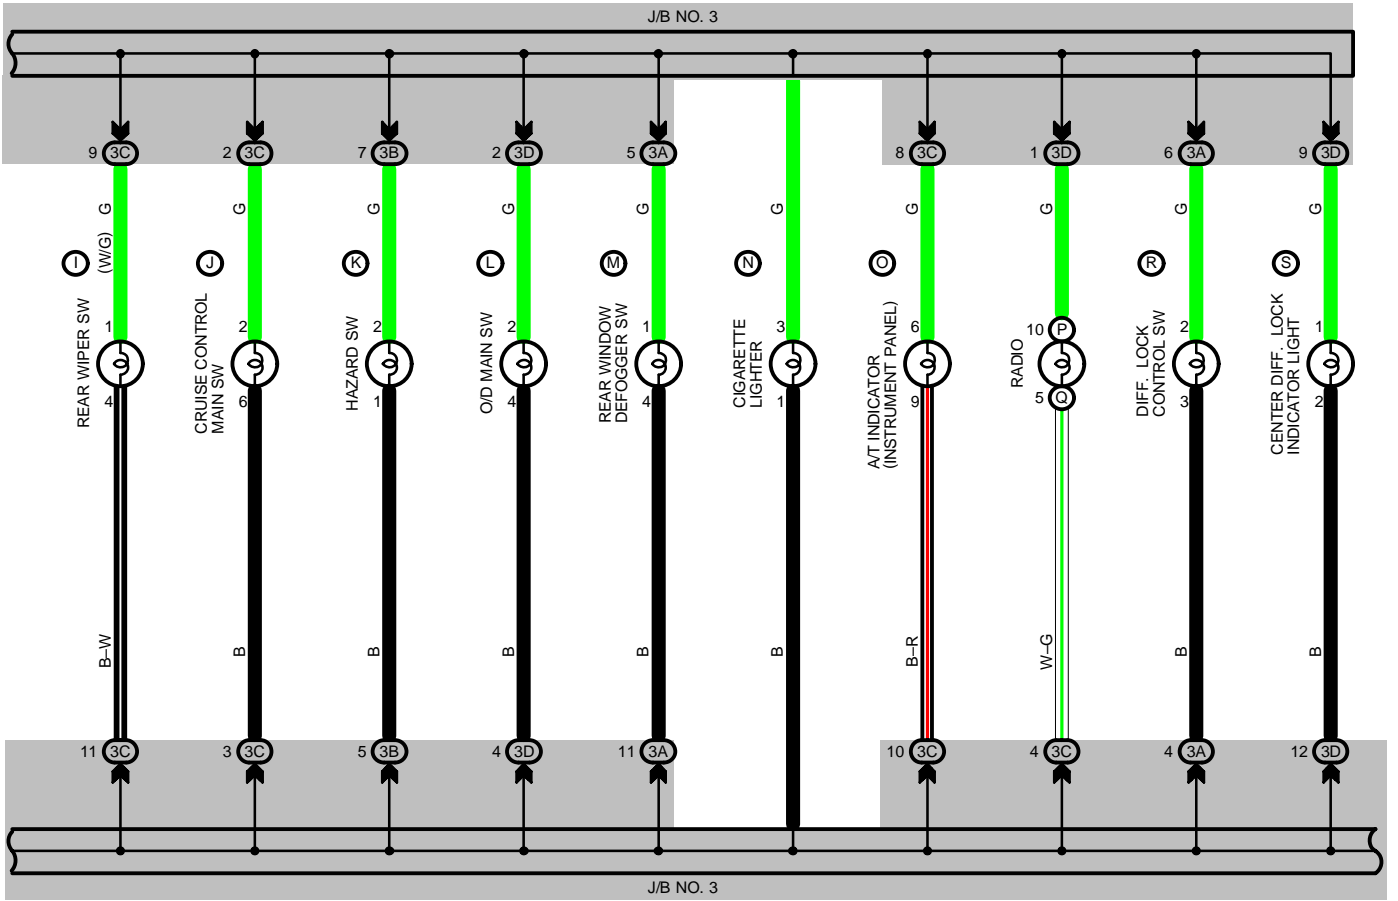 J/B NO. 3
9 3C
2 3C
7 3B
2 3D
5 3A
8 3C
1 3D
6 3A
9 3D
G
(W/G)
G
G
G
G
G
G
G
G
G
I
J
K
L
M
N
O
R
S
REAR WIPER SW
1
4
CRUISE CONTROL
MAIN SW
2
6
HAZARD SW
2
1
O/D MAIN SW
2
4
REAR WINDOW
DEFOGGER SW
1
4
CIGARETTE
LIGHTER
3
1
A/T INDICATOR
(INSTRUMENT PANEL)
6
9
RADIO
10 P
5 Q
DIFF. LOCK
CONTROL SW
2
3
CENTER DIFF. LOCK
INDICATOR LIGHT
1
2
B–W
B
B
B
B
B
B–R
W–G
B
B
11 3C
3 3C
5 3B
4 3D
11 3A
10 3C
4 3C
4 3A
12 3D
J/B NO. 3